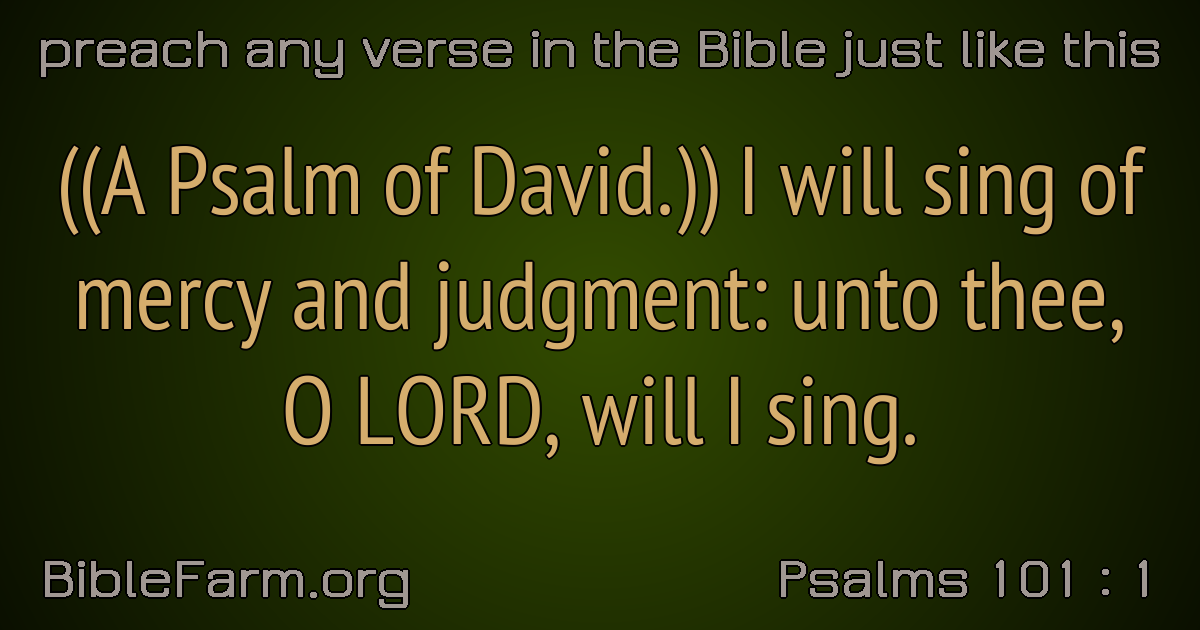 preach any verse in the Bible just like this
((A Psalm of David.)) I will sing of
mercy and judgment: unto thee,
O LORD, will I sing.
BibleFarm.org
Psalms 101 : 1